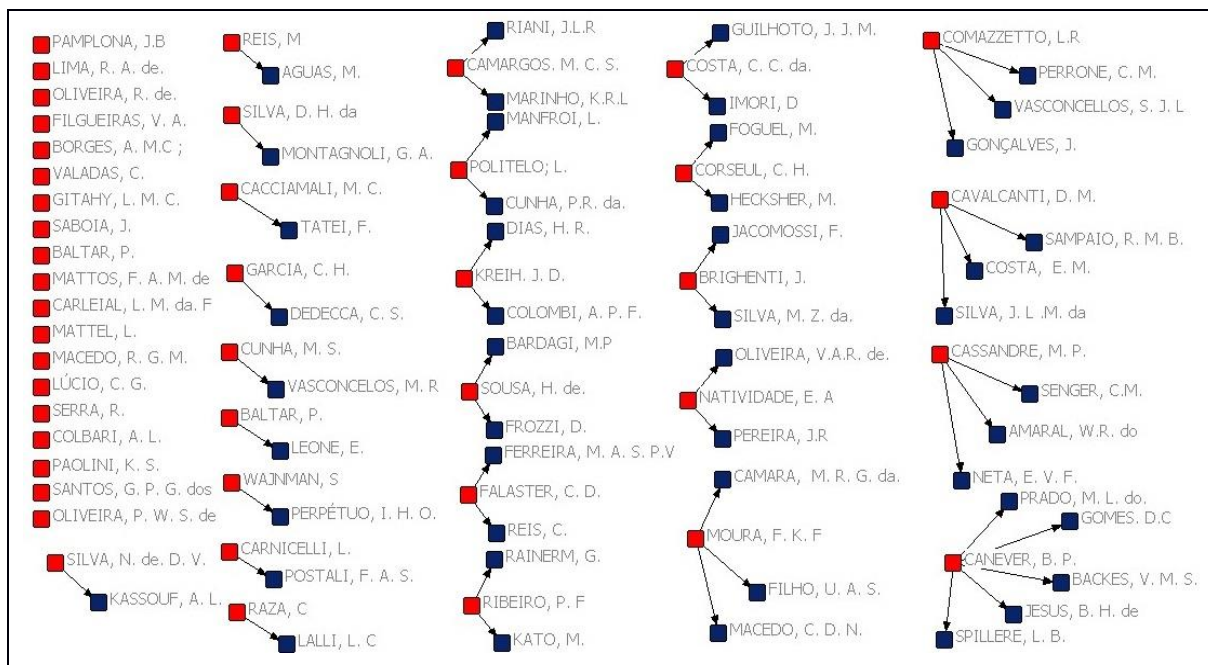 PAMPLONA, J.B
LIMA, R. A. de.
OLIVEIRA, R. de.
FILGUEIRAS, V. A.
BORGES, A. M.C ;
VALADAS, C.
GITAHY, L. M. C.
SABOIA, J.
BALTAR, P.
MATTOS, F. A. M. de
CARLEIAL, L. M. da. F
MATTEL, L.
MACEDO, R. G. M.
LÚCIO, C. G.
SERRA, R.
COLBARI, A. L.
PAOLINI, K. S.
SANTOS, G. P. G. dos
OLIVEIRA, P. W. S. de
SILVA, N. de. D. V.
KASSOUF, A. L.
REIS, M
AGUAS, M.
SILVA, D. H. da
MONTAGNOLI, G. A.
CACCIAMALI, M. C.
TATEI, F.
GARCIA, C. H.
DEDECCA, C. S.
CUNHA, M. S.
VASCONCELOS, M. R
BALTAR, P.
LEONE, E.
WAJNMAN, S
PERPÉTUO, I. H. O.
CARNICELLI, L.
POSTALI, F. A. S.
RAZA, C
LALLI, L. C
RIANI, J.L.R
CAMARGOS. M. C. S.
MARINHO, K.R.L
MANFROI, L.
POLITELO; L.
CUNHA, P.R. da.
DIAS, H. R.
KREIH. J. D.
COLOMBI, A. P. F.
BARDAGI, M.P
SOUSA, H. de.
FROZZI, D.
FERREIRA, M. A. S. P.V
FALASTER, C. D.
REIS, C.
RAINERM, G.
RIBEIRO, P. F
KATO, M.
GUILHOTO, J. J. M.
COSTA, C. C. da.
IMORI, D
FOGUEL, M.
CORSEUL, C. H.
HECKSHER, M.
JACOMOSSI, F.
BRIGHENTI, J.
SILVA, M. Z. da.
OLIVEIRA, V.A.R. de.
NATIVIDADE, E. A
PEREIRA, J.R
CAMARA, M. R. G. da.
MOURA, F. K. F
FILHO, U. A. S.
MACEDO, C. D. N.
COMAZZETTO, L.R
PERRONE, C. M.
VASCONCELLOS, S. J. L
GONÇALVES, J.
CAVALCANTI, D. M.
SAMPAIO, R. M. B.
COSTA, E. M.
SILVA, J. L .M. da
CASSANDRE, M. P.
SENGER, C.M.
AMARAL, W.R. do
NETA, E. V. F.
PRADO, M. L. do.
GOMES. D.C
CANEVER, B. P.
BACKES, V. M. S.
JESUS, B. H. de
SPILLERE, L. B.